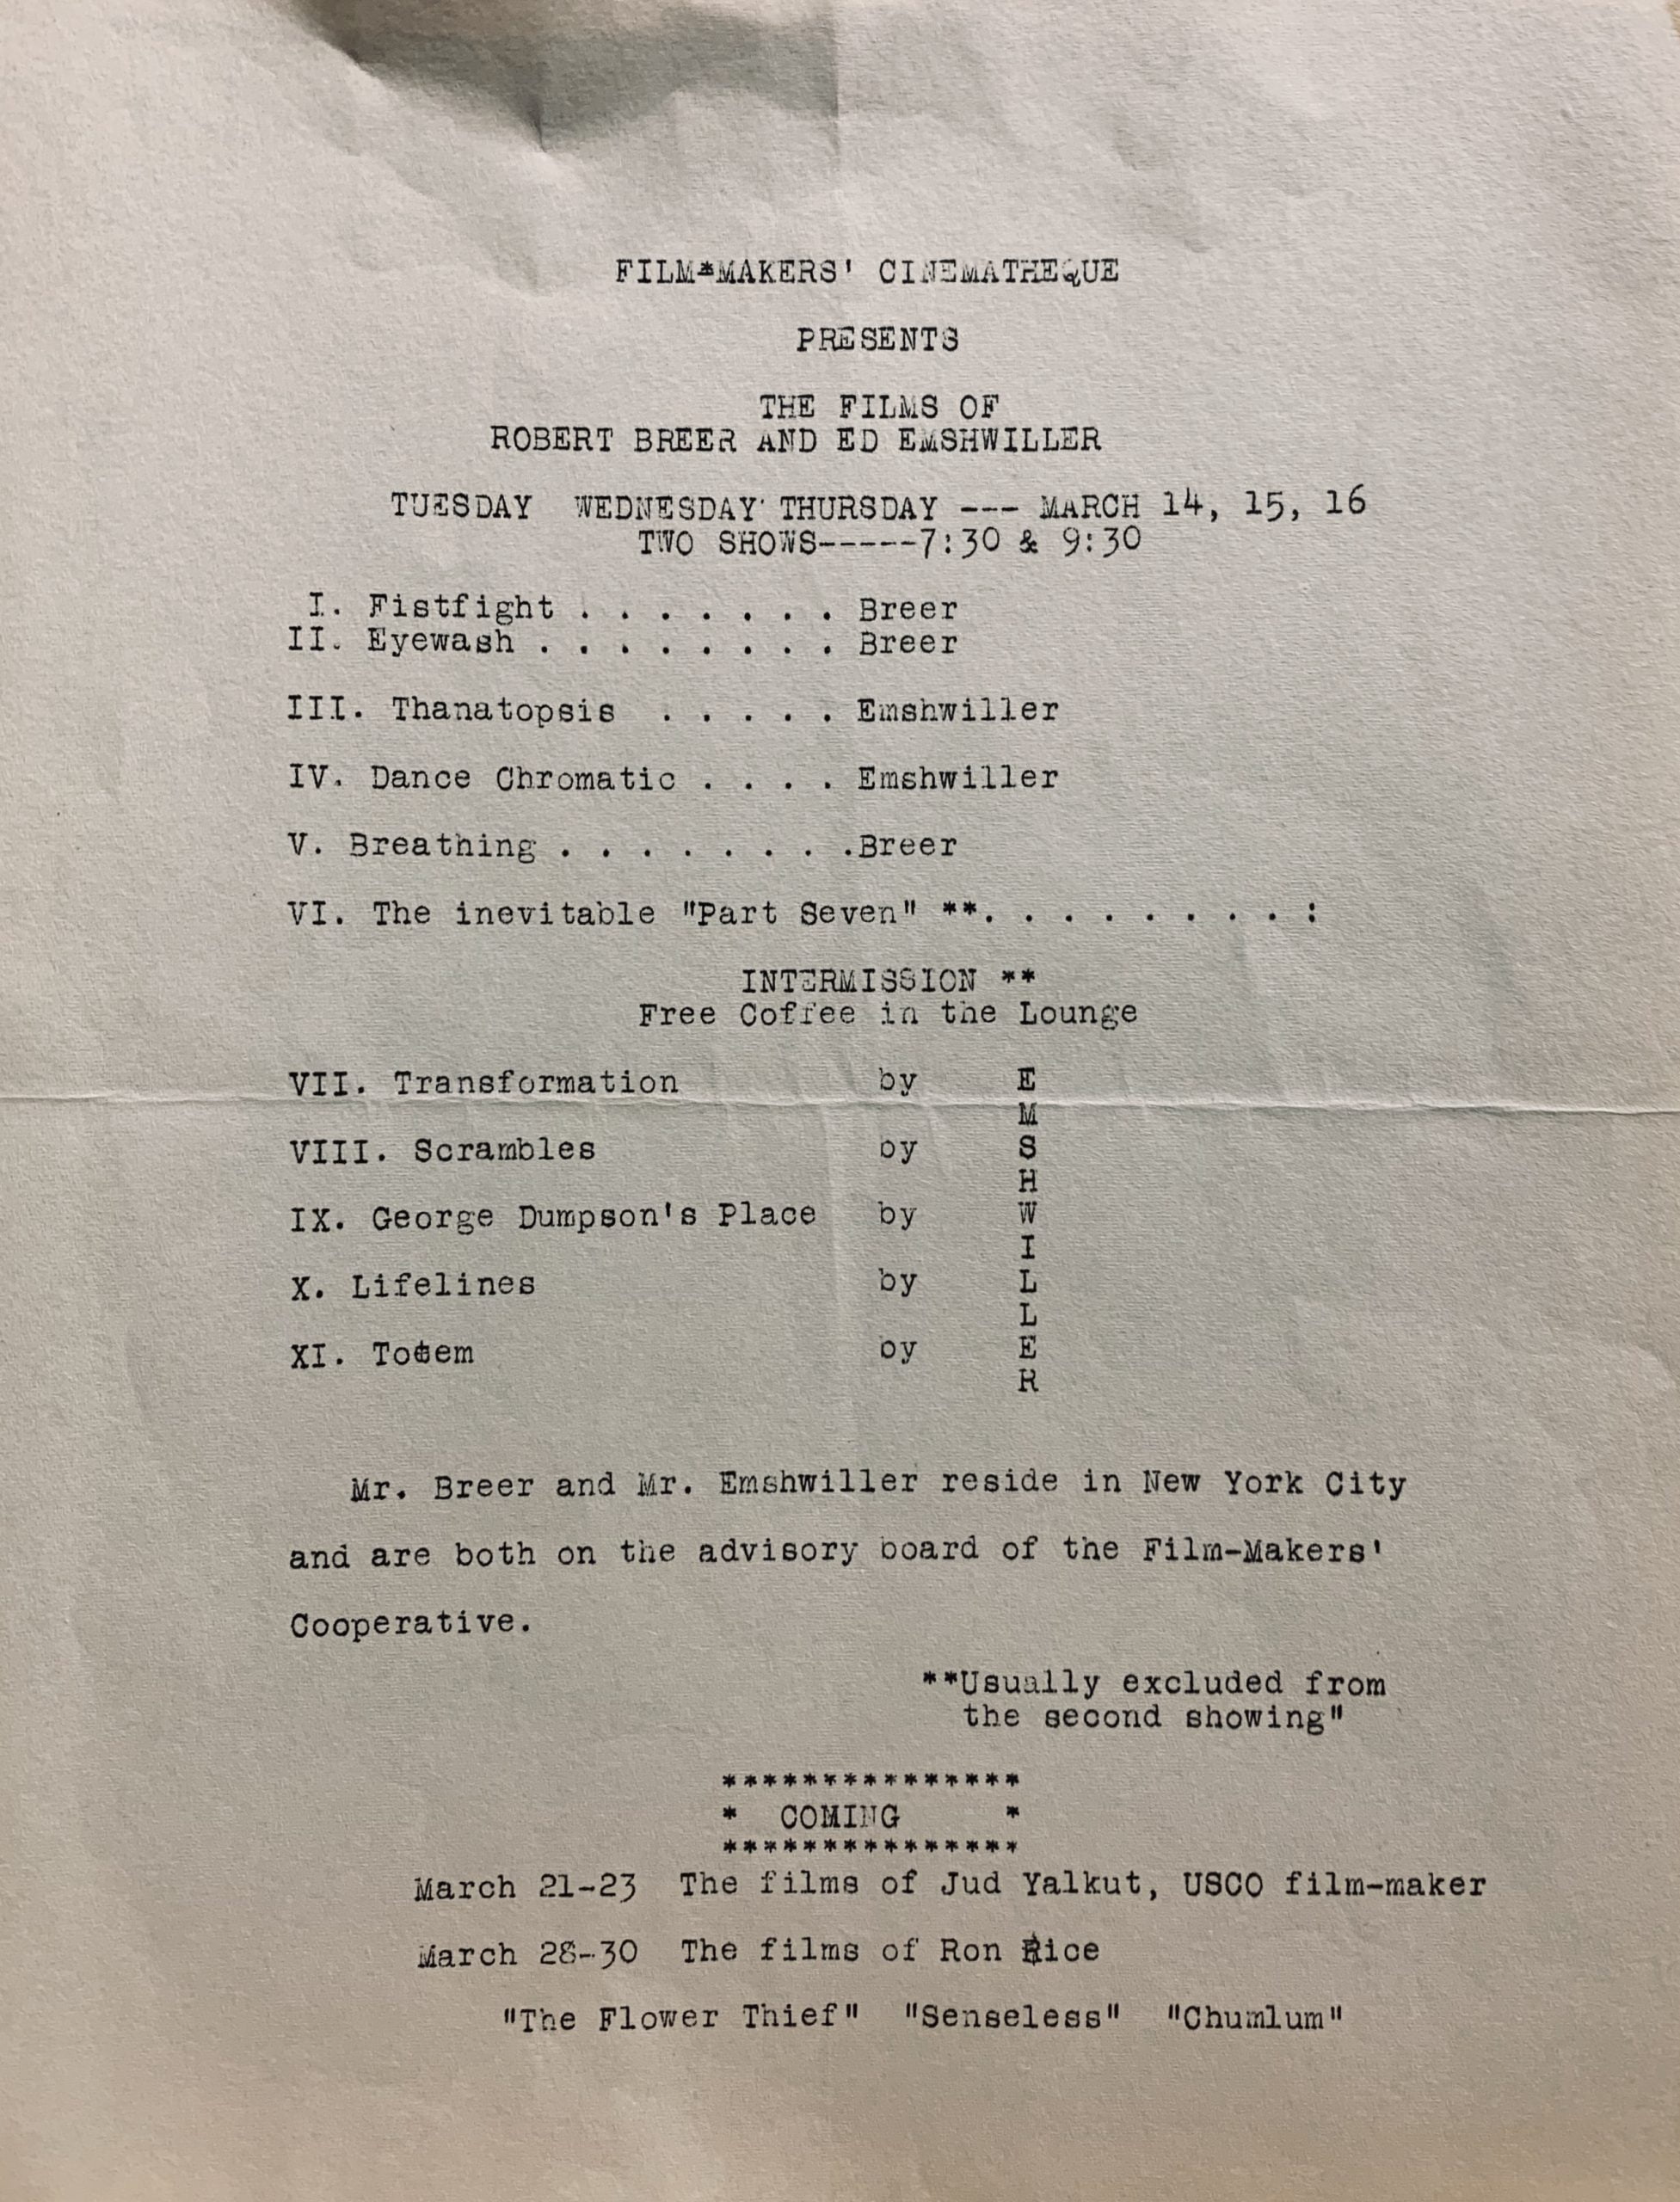 FILM*MAKERS' CINEMATHEQUE
PRESENTS
THE FILMS OF
ROBERT BREER AND ED EMSHWILLER
TUESDAY WEDNESDAY THURSDAY --- MARCH 14, 15, 16
TWO SHOWS-----7:30 & 9:30
I. Fistfight . . . . . . . Breer
II. Eyewash . . . . . . . . Breer
III. Thanatopsis . . . . . Emshwiller
IV. Dance Chromatic . . . . Emshwiller
V. Breathing . . . . . . . .Breer
VI. The inevitable "Part Seven" **. . . . . . . . :
INTERMISSION **
Free Coffee in the Lounge
VII. Transformation by E
M
VIII. Scrambles by S
H
IX. George Dumpson's Place by W
I
X. Lifelines by L
L
XI. Totem by E
R
Mr. Breer and Mr. Emshwiller reside in New York City
and are both on the advisory board of the Film-Makers'
Cooperative.
**Usually excluded from
the second showing"
***************
* COMING *
***************
March 21-23 The films of Jud Yalkut, USCO film-maker
March 28-30 The films of Ron Rice
"The Flower Thief" "Senseless" "Chumlum"